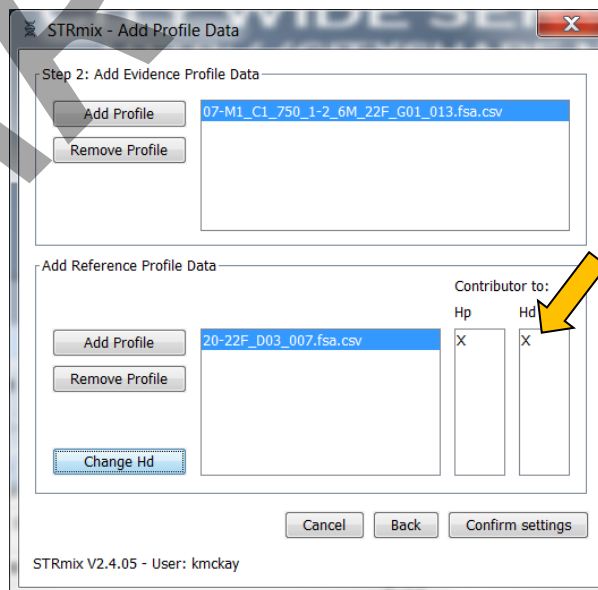 STRmix - Add Profile Data
X
Step 2: Add Evidence Profile Data
Add Profile
07-M1_C1_750_1-2_6M_22F_G01_013.fsa.csv
Remove Profile
Add Reference Profile Data
Contributor to:
Hp Hd
Add Profile
20-22F_D03_007.fsa.csv
X X
Remove Profile
Change Hd
Cancel Back Confirm settings
STRmix V2.4.05 - User: kmckay